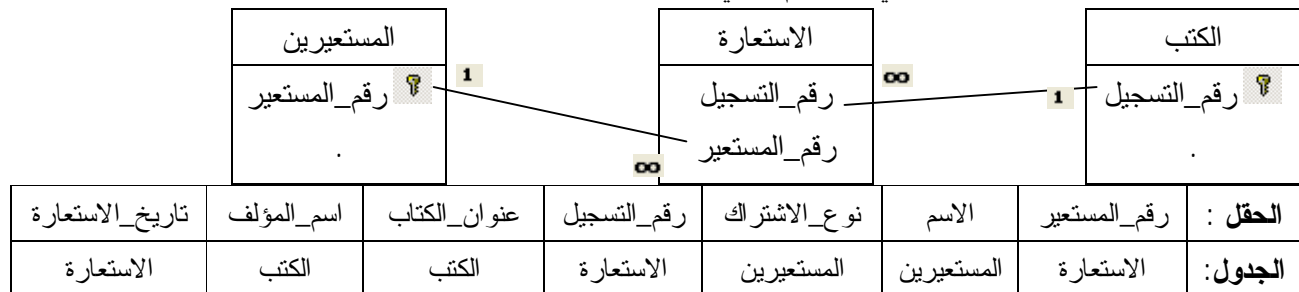 الكتب
الاستعارة
المستعيرين
رقم_التسجيل
1
∞
رقم_التسجيل
1
رقم_المستعير
.
رقم_المستعير
∞
.
الحقل : رقم_المستعير الاسم نوع_الاشتراك رقم_التسجيل عنوان_الكتاب اسم_المؤلف تاريخ_الاستعارة
الجدول: الاستعارة المستعيرين المستعيرين الاستعارة الكتب الكتب الاستعارة